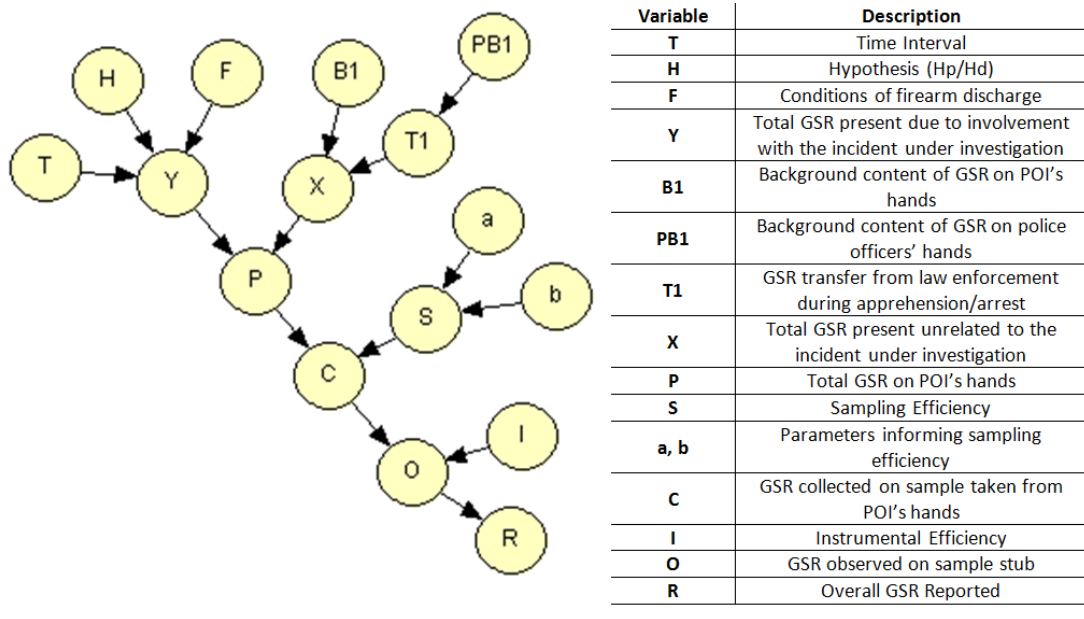 PB1
H
F
B1
T1
T
Y
X
a
P
b
S
C
I
O
R
Variable Description
T Time Interval
H Hypothesis (Hp/Hd)
F Conditions of firearm discharge
Y Total GSR present due to involvement
with the incident under investigation
B1 Background content of GSR on POI’s
hands
PB1 Background content of GSR on police
officers’ hands
T1 GSR transfer from law enforcement
during apprehension/arrest
X Total GSR present unrelated to the
incident under investigation
P Total GSR on POI’s hands
S Sampling Efficiency
a, b Parameters informing sampling
efficiency
C GSR collected on sample taken from
POI’s hands
I Instrumental Efficiency
O GSR observed on sample stub
R Overall GSR Reported